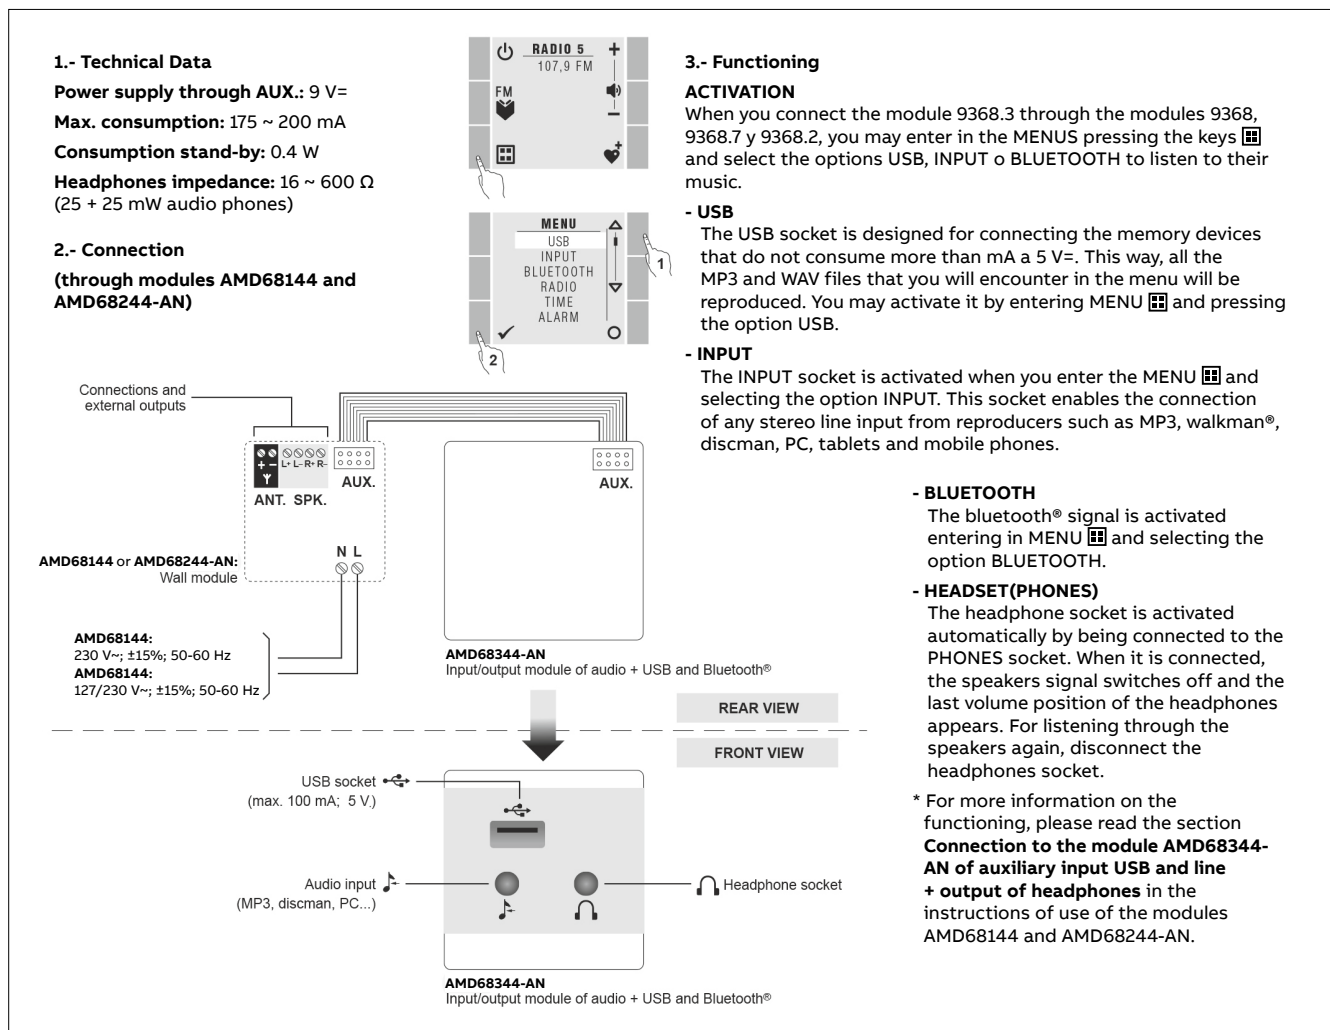 1.- Technical Data
Power supply through AUX.: 9 V=
Max. consumption: 175 ~ 200 mA
Consumption stand-by: 0.4 W
Headphones impedance: 16 ~ 600 Ω
(25 + 25 mW audio phones)
2.- Connection
(through modules AMD68144 and
AMD68244-AN)
RADIO 5
107,9 FM
+
FM
−
MENU
USB
INPUT
BLUETOOTH
RADIO
TIME
ALARM
1
2
Connections and
external outputs
+ −
L+ L− R+ R−
ANT. SPK.
AUX.
AUX.
N L
AMD68144 or AMD68244-AN:
Wall module
AMD68144:
230 V~; ±15%; 50-60 Hz
AMD68144:
127/230 V~; ±15%; 50-60 Hz
AMD68344-AN
Input/output module of audio + USB and Bluetooth®
REAR VIEW
FRONT VIEW
USB socket
(max. 100 mA; 5 V.)
Audio input
(MP3, discman, PC...)
Headphone socket
AMD68344-AN
Input/output module of audio + USB and Bluetooth®
3.- Functioning
ACTIVATION
When you connect the module 9368.3 through the modules 9368,
9368.7 y 9368.2, you may enter in the MENUS pressing the keys
and select the options USB, INPUT o BLUETOOTH to listen to their
music.
- USB
The USB socket is designed for connecting the memory devices
that do not consume more than mA a 5 V=. This way, all the
MP3 and WAV files that you will encounter in the menu will be
reproduced. You may activate it by entering MENU and pressing
the option USB.
- INPUT
The INPUT socket is activated when you enter the MENU and
selecting the option INPUT. This socket enables the connection
of any stereo line input from reproducers such as MP3, walkman®,
discman, PC, tablets and mobile phones.
- BLUETOOTH
The bluetooth® signal is activated
entering in MENU and selecting the
option BLUETOOTH.
- HEADSET(PHONES)
The headphone socket is activated
automatically by being connected to the
PHONES socket. When it is connected,
the speakers signal switches off and the
last volume position of the headphones
appears. For listening through the
speakers again, disconnect the
headphones socket.
* For more information on the
functioning, please read the section
Connection to the module AMD68344-
AN of auxiliary input USB and line
+ output of headphones in the
instructions of use of the modules
AMD68144 and AMD68244-AN.